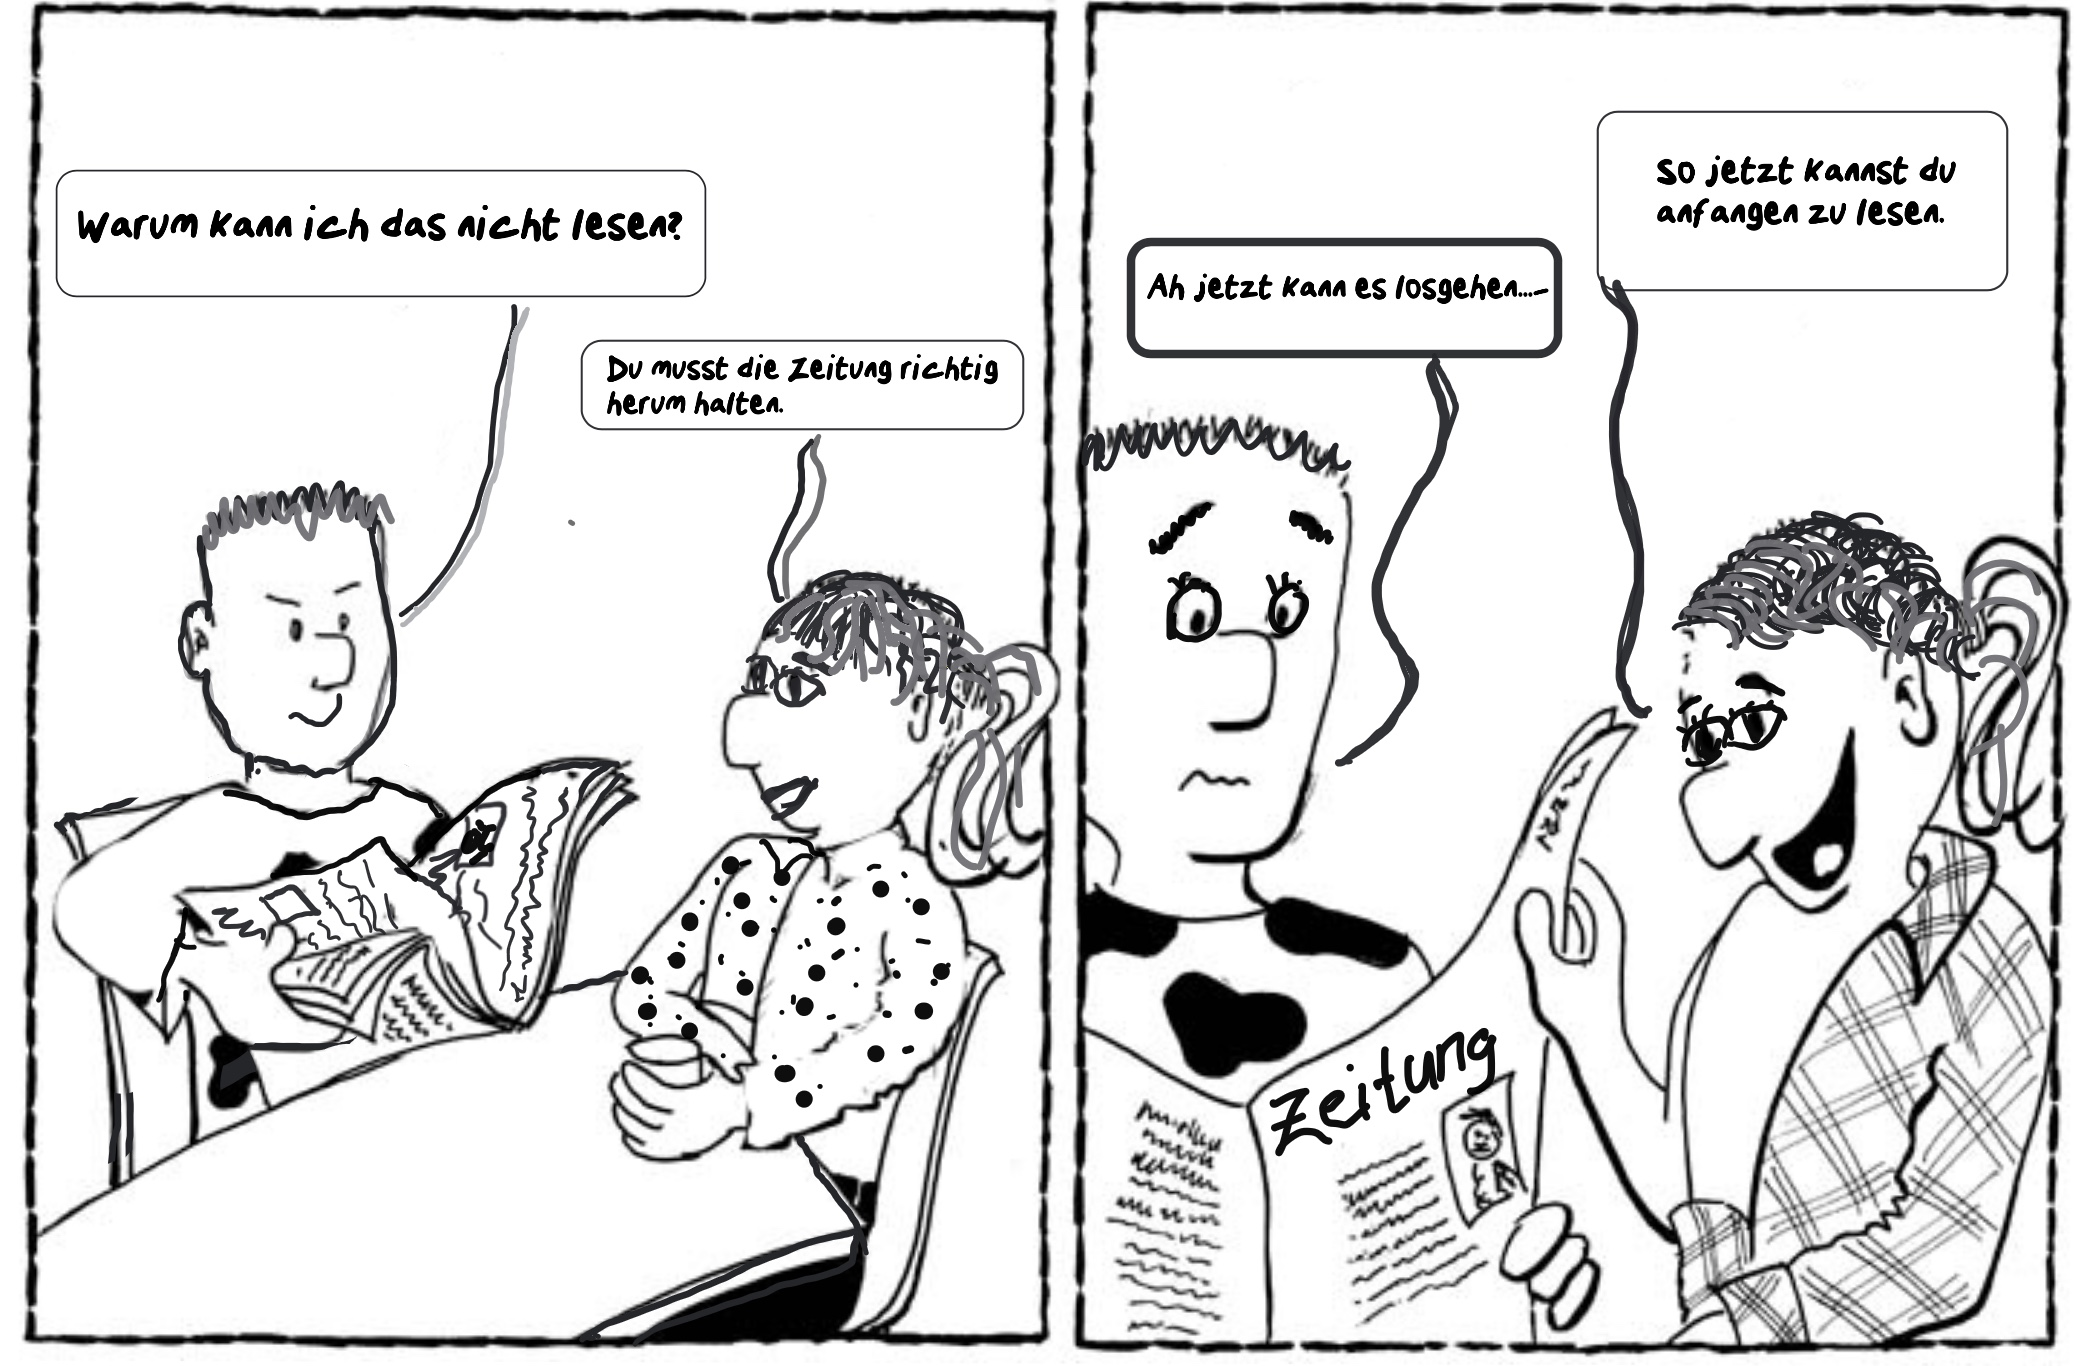 Warum kann ich das nicht lesen?
Du musst die Zeitung richtig
herum halten.
Ah jetzt kann es losgehen...-
So jetzt kannst du
anfangen zu lesen.
Zeitung